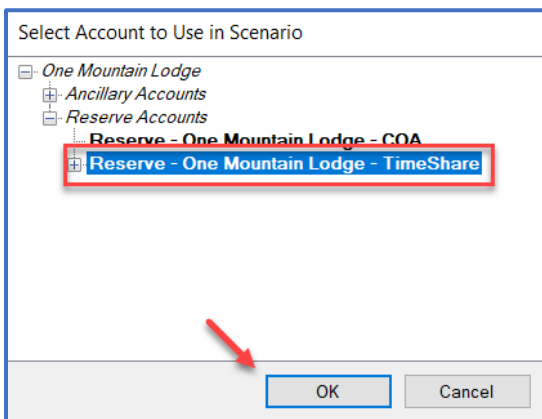 Select Account to Use in Scenario
One Mountain Lodge
Ancillary Accounts
Reserve Accounts
Reserve - One Mountain Lodge - COA
Reserve - One Mountain Lodge - TimeShare
OK Cancel